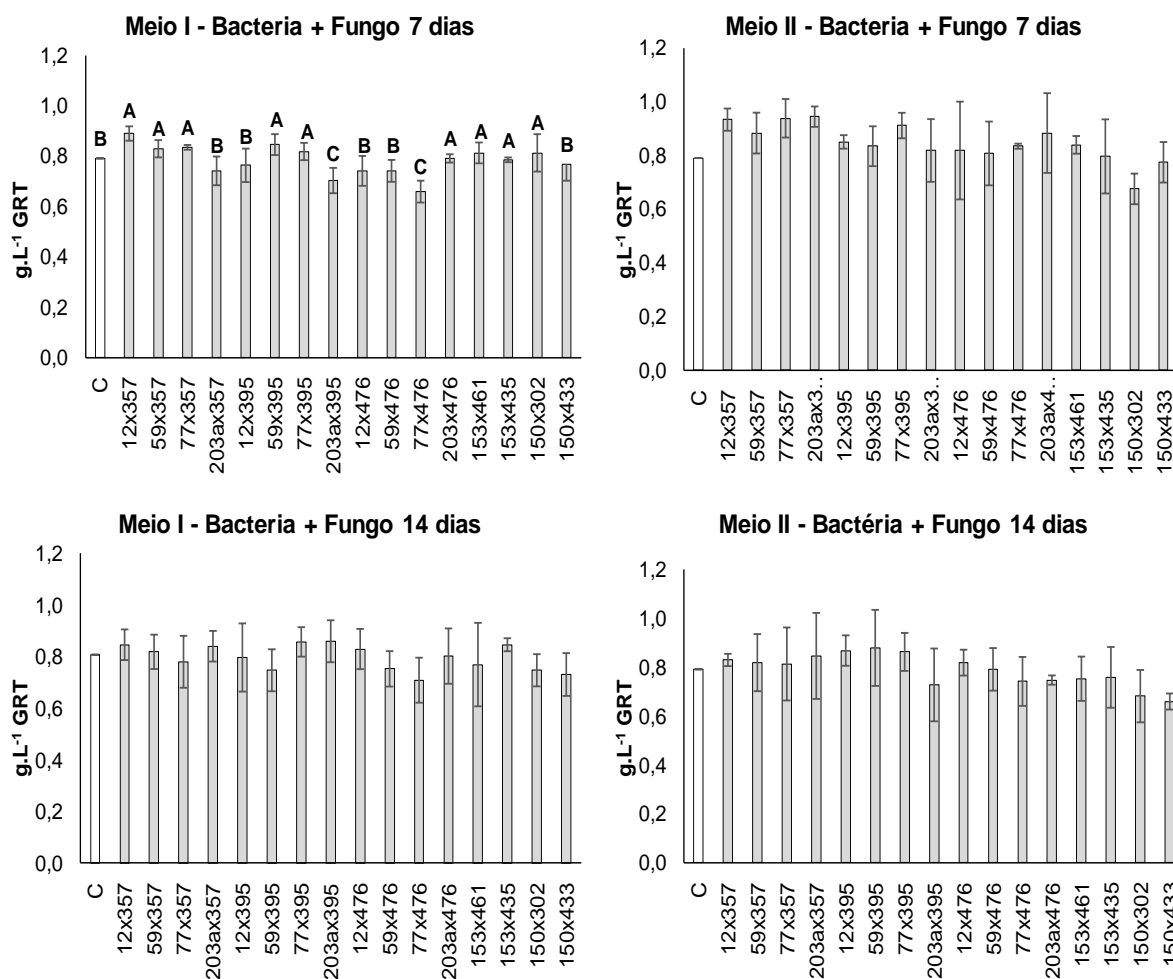 Meio I - Bacteria + Fungo 7 dias
1,2
1,0
0,8
0,6
0,4
0,2
0,0
g.L-1 GRT
B A A A B B A A C B B C A A A A B
C 12x357 59x357 77x357 203ax357 12x395 59x395 77x395 203ax395 12x476 59x476 77x476 203x476 153x461 153x435 150x302 150x433
Meio II - Bacteria + Fungo 7 dias
1,2
1,0
0,8
0,6
0,4
0,2
0,0
g.L-1 GRT
C 12x357 59x357 77x357 203ax3.. 12x395 59x395 77x395 203ax3.. 12x476 59x476 77x476 203ax4.. 153x461 153x435 150x302 150x433
Meio I - Bacteria + Fungo 14 dias
1,2
1,0
0,8
0,6
0,4
0,2
0,0
g.L-1 GRT
C 12x357 59x357 77x357 203ax357 12x395 59x395 77x395 203ax395 12x476 59x476 77x476 203ax476 153x461 153x435 150x302 150x433
Meio II - Bactéria + Fungo 14 dias
1,2
1,0
0,8
0,6
0,4
0,2
0,0
g.L-1 GRT
C 12x357 59x357 77x357 203ax357 12x395 59x395 77x395 203ax395 12x476 59x476 77x476 203ax476 153x461 153x435 150x302 150x433